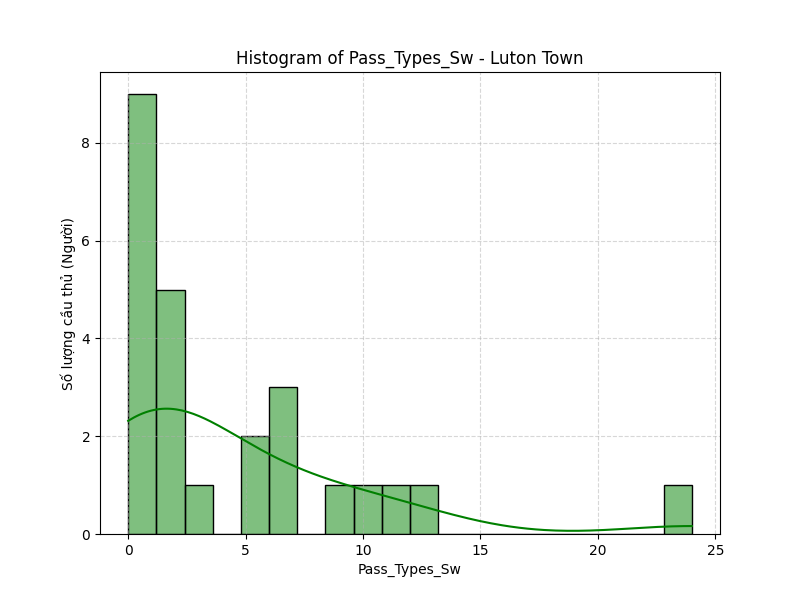 Histogram of Pass_Types_Sw - Luton Town
Số lượng cầu thủ (Người)
8
6
4
2
0
0 5 10 15 20 25
Pass_Types_Sw